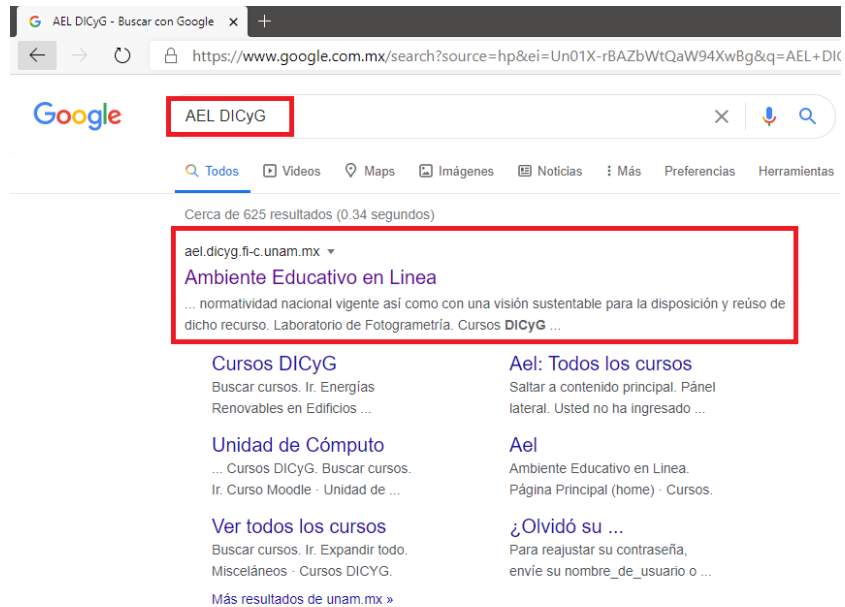 AEL DICyG - Buscar con Google
https://www.google.com.mx/search?source=hp&ei=Un01X-rBAZbWtQaW94XwBg&q=AEL+DIC
Google
AEL DICyG
Todos Videos Maps Imágenes Noticias Más Preferencias Herramientas
Cerca de 625 resultados (0.34 segundos)
ael.dicyg.fi-c.unam.mx
Ambiente Educativo en Linea
... normatividad nacional vigente así como con una visión sustentable para la disposición y reúso de
dicho recurso. Laboratorio de Fotogrametría. Cursos DICyG ...
Cursos DICyG
Buscar cursos. Ir. Energías
Renovables en Edificios ...
Ael: Todos los cursos
Saltar a contenido principal. Pánel
lateral. Usted no ha ingresado ...
Unidad de Cómputo
... Cursos DICyG. Buscar cursos.
Ir. Curso Moodle · Unidad de ...
Ael
Ambiente Educativo en Linea.
Página Principal (home) · Cursos.
Ver todos los cursos
Buscar cursos. Ir. Expandir todo.
Misceláneos · Cursos DICYG.
¿Olvidó su ...
Para reajustar su contraseña,
envíe su nombre_de_usuario o ...
Más resultados de unam.mx »